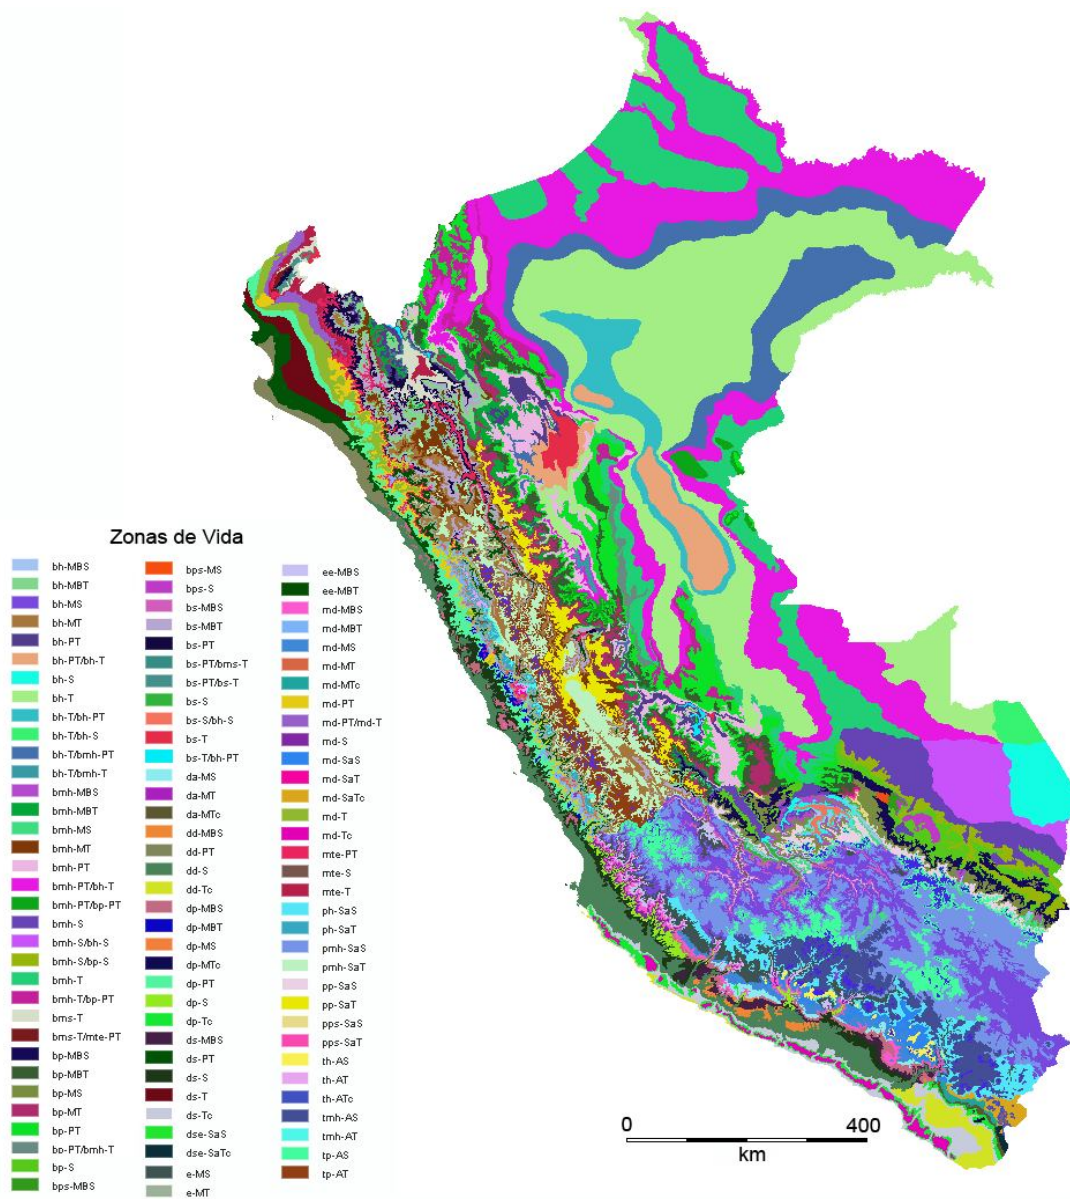 Zonas de Vida
bh-MBS
bh-MBT
bh-MS
bh-MT
bh-PT
bh-PT/bh-T
bh-S
bh-T
bh-T/bh-PT
bh-T/bh-S
bh-T/bmh-PT
bh-T/bmh-T
bmh-MBS
bmh-MBT
bmh-MS
bmh-MT
bmh-PT
bmh-PT/bh-T
bmh-PT/bp-PT
bmh-S
bmh-S/bh-S
bmh-S/bp-S
bmh-T
bmh-T/bp-PT
bms-T
bms-T/mte-PT
bp-MBS
bp-MBT
bp-MS
bp-MT
bp-PT
bp-PT/bmh-T
bp-S
bps-MBS
bps-MS
bps-S
bs-MBS
bs-MBT
bs-PT
bs-PT/bms-T
bs-PT/bs-T
bs-S
bs-S/bh-S
bs-T
bs-T/bh-PT
da-MS
da-MT
da-MTc
dd-MBS
dd-PT
dd-S
dd-Tc
dp-MBS
dp-MBT
dp-MS
dp-MTc
dp-PT
dp-S
dp-Tc
ds-MBS
ds-PT
ds-S
ds-T
ds-Tc
dse-SaS
dse-SaTc
e-MS
e-MT
ee-MBS
ee-MBT
md-MBS
md-MBT
md-MS
md-MT
md-MTc
md-PT
md-PT/md-T
md-S
md-SaS
md-SaT
md-SaTc
md-T
md-Tc
mte-PT
mte-S
mte-T
ph-SaS
ph-SaT
pmh-SaS
pmh-SaT
pp-SaS
pp-SaT
pps-SaS
pps-SaT
th-AS
th-AT
th-ATc
tmh-AS
tmh-AT
tp-AS
tp-AT
0 400
km